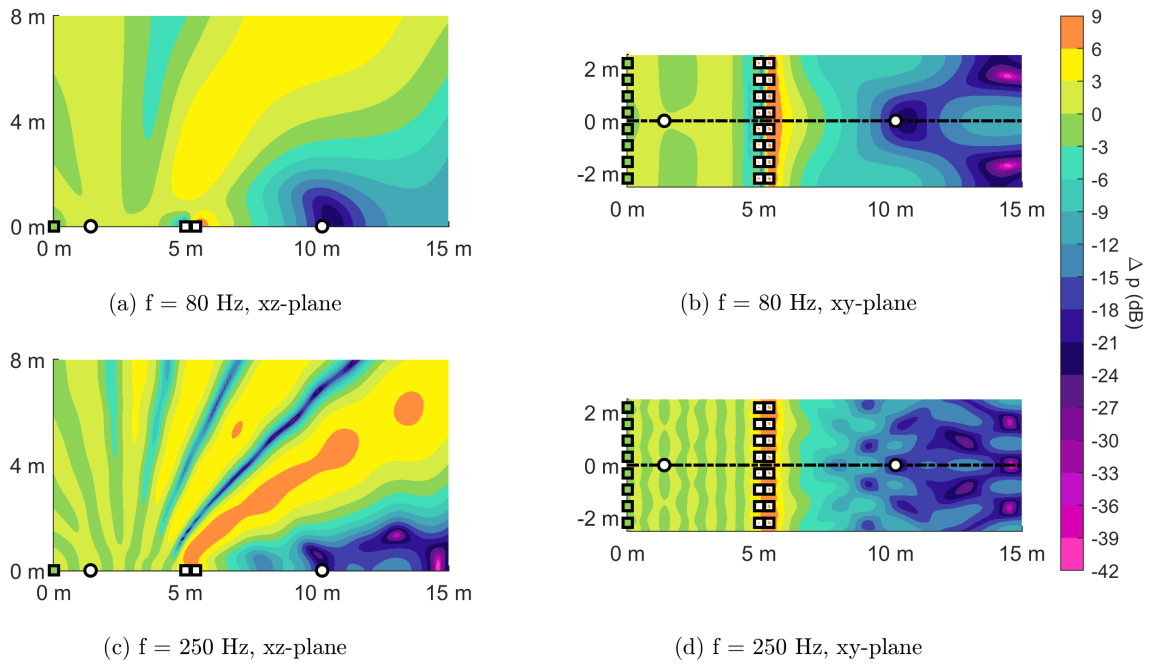 8 m
4 m
0 m
0 m 5 m 10 m 15 m
(a) f = 80 Hz, xz-plane
2 m
0 m
-2 m
0 m 5 m 10 m 15 m
(b) f = 80 Hz, xy-plane
8 m
4 m
0 m
0 m 5 m 10 m 15 m
(c) f = 250 Hz, xz-plane
2 m
0 m
-2 m
0 m 5 m 10 m 15 m
(d) f = 250 Hz, xy-plane
9
6
3
0
-3
-6
-9
-12
-15
-18
-21
-24
-27
-30
-33
-36
-39
-42
Δ p (dB)